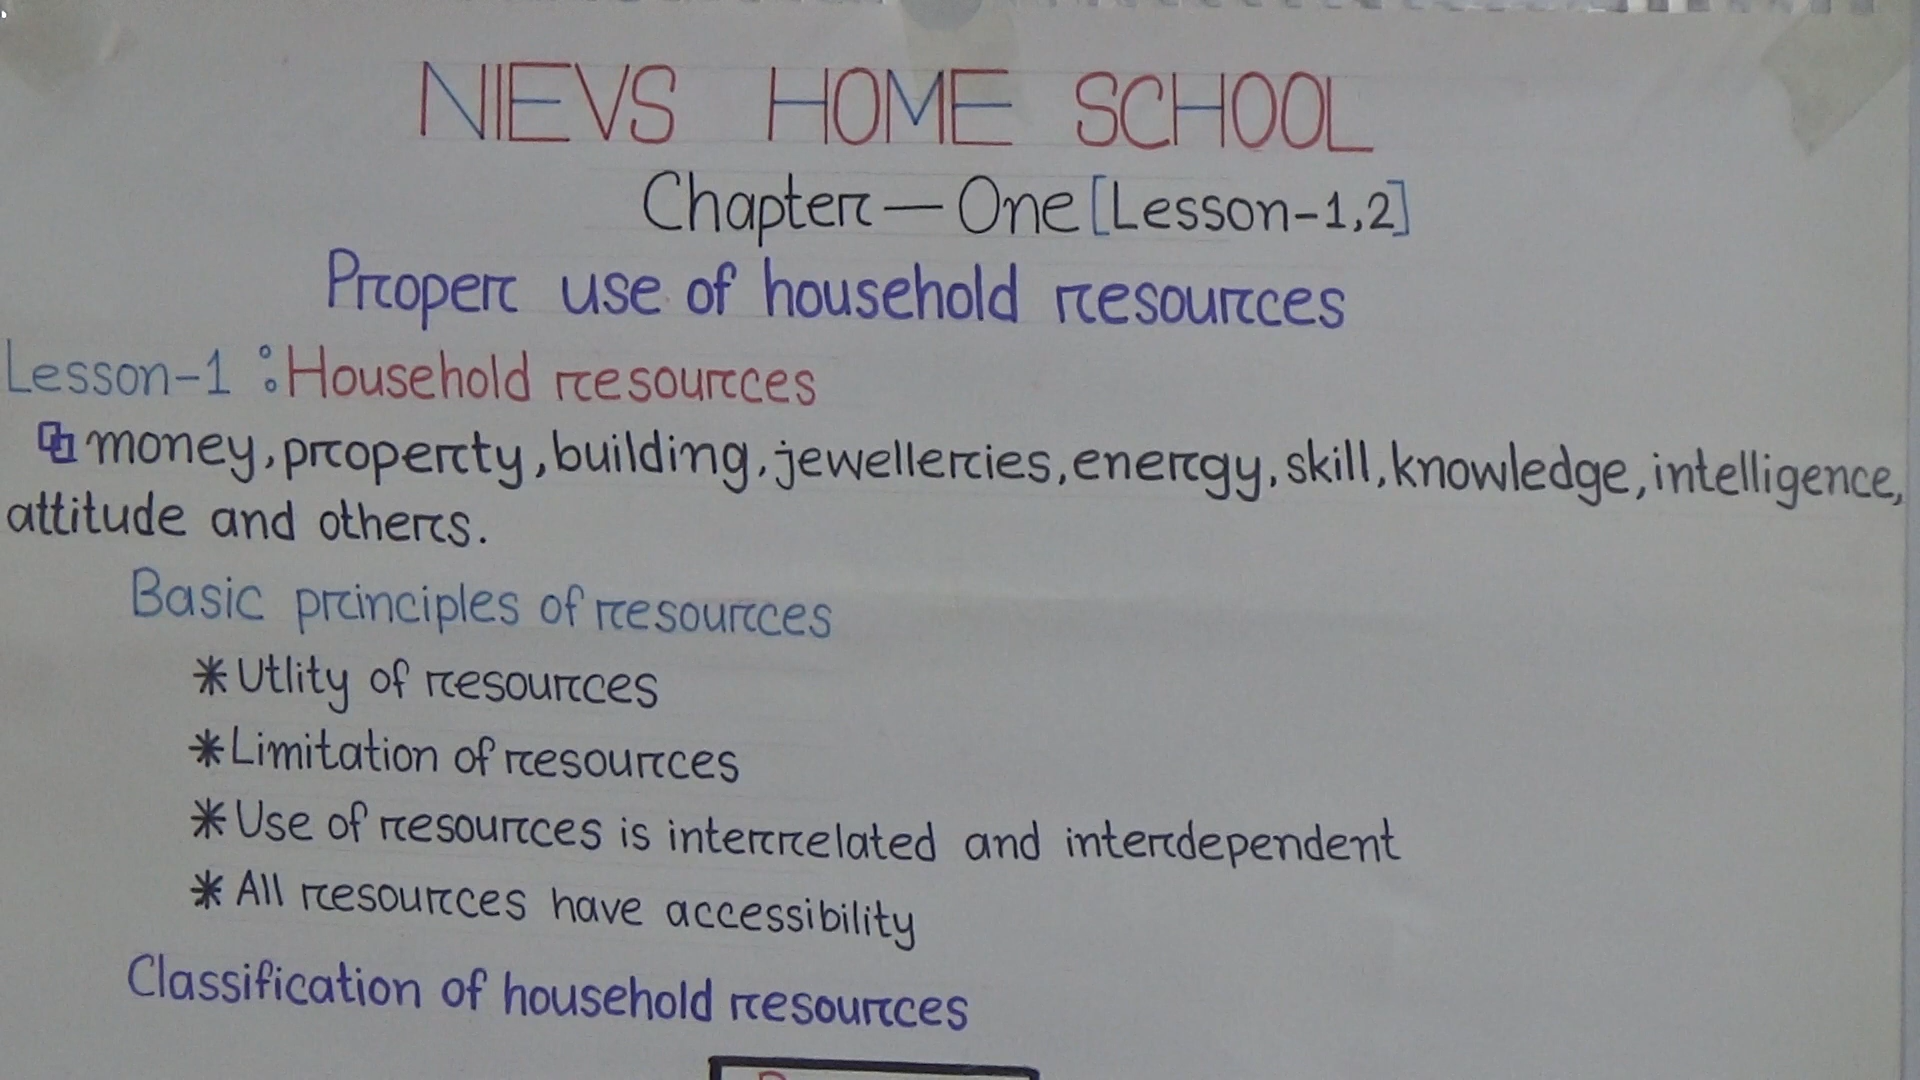 NIEVS HOME SCHOOL
Chapter — One [Lesson-1,2]
Proper use of household resources
Lesson-1 : Household resources
money, property, building, jewelleries, energy, skill, knowledge, intelligence,
attitude and others.
Basic principles of resources
* Utlity of resources
* Limitation of resources
* Use of resources is interrelated and interdependent
* All resources have accessibility
Classification of household resources